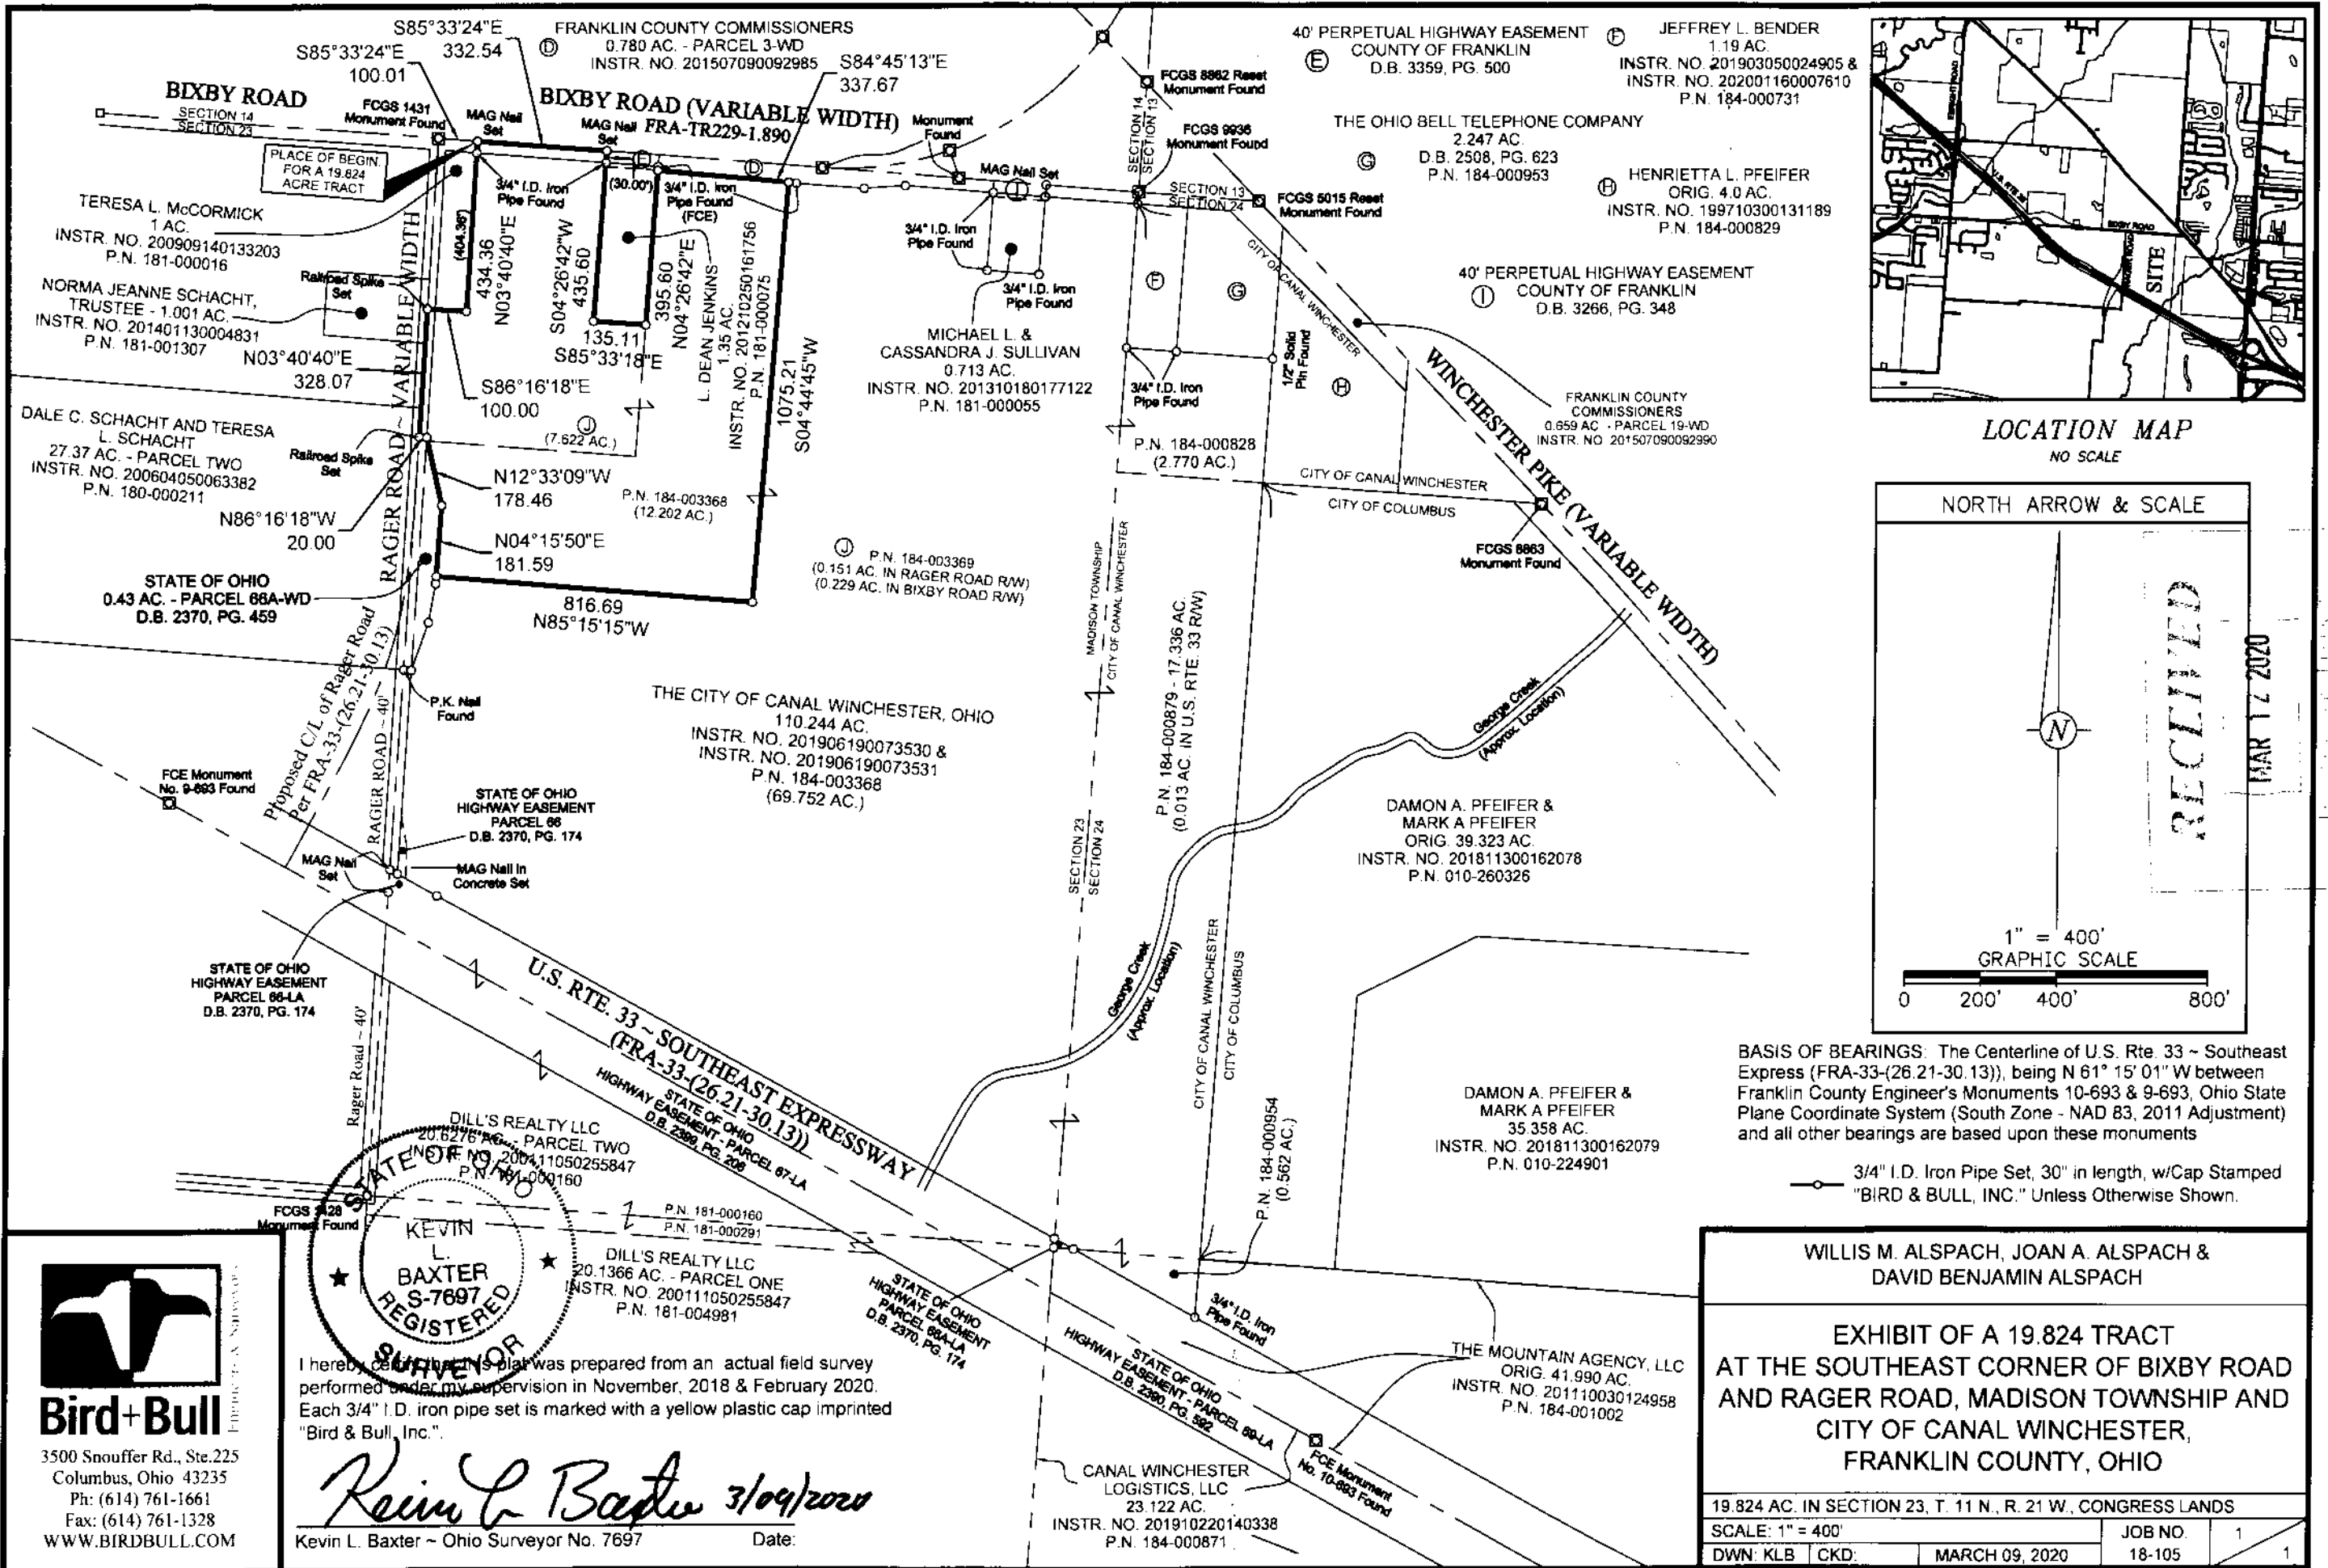 S85°33'24"E
332.54
S85°33'24"E
100.01
Ⓓ
FRANKLIN COUNTY COMMISSIONERS
0.780 AC. - PARCEL 3-WD
INSTR. NO. 201507090092985
S84°45'13"E
337.67
40' PERPETUAL HIGHWAY EASEMENT
Ⓔ
COUNTY OF FRANKLIN
D.B. 3359, PG. 500
Ⓕ
JEFFREY L. BENDER
1.19 AC.
INSTR. NO. 201903050024905 &
INSTR. NO. 202001160007610
P.N. 184-000731
THE OHIO BELL TELEPHONE COMPANY
2.247 AC.
Ⓖ
D.B. 2508, PG. 623
P.N. 184-000953
Ⓗ
HENRIETTA L. PFEIFER
ORIG. 4.0 AC.
INSTR. NO. 199710300131189
P.N. 184-000829
40' PERPETUAL HIGHWAY EASEMENT
Ⓘ
COUNTY OF FRANKLIN
D.B. 3266, PG. 348
BIXBY ROAD
SECTION 14
SECTION 23
FCGS 1431
Monument Found
MAG Nail
Set
BIXBY ROAD (VARIABLE WIDTH)
MAG Nail
Set
FRA-TR229-1.890
Monument
Found
MAG Nail Set
FCGS 8862 Reset
Monument Found
SECTION 14
SECTION 13
FCGS 9936
Monument Found
SECTION 13
SECTION 24
FCGS 5015 Reset
Monument Found
PLACE OF BEGIN.
FOR A 19.824
ACRE TRACT
3/4" I.D. Iron
Pipe Found
Ⓔ
Ⓓ
Ⓘ
(30.00')
3/4" I.D. Iron
Pipe Found
(FCE)
TERESA L. McCORMICK
1 AC.
INSTR. NO. 200909140133203
P.N. 181-000016
Railroad Spike
Set
NORMA JEANNE SCHACHT,
TRUSTEE - 1.001 AC.
INSTR. NO. 201401130004831
P.N. 181-001307
RAGER ROAD ~ VARIABLE WIDTH
(404.36')
434.36
N03°40'40"E
S04°26'42"W
435.60
395.60
N04°26'42"E
135.11
S85°33'18"E
L. DEAN JENKINS
1.35 AC.
INSTR. NO. 201210250161756
P.N. 181-000075
1075.21
S04°44'45"W
3/4" I.D. Iron
Pipe Found
3/4" I.D. Iron
Pipe Found
MICHAEL L. &
CASSANDRA J. SULLIVAN
0.713 AC.
INSTR. NO. 201310180177122
P.N. 181-000055
Ⓕ
Ⓖ
Ⓗ
CITY OF CANAL WINCHESTER
3/4" I.D. Iron
Pipe Found
1/2" Solid
Pin Found
WINCHESTER PIKE (VARIABLE WIDTH)
FRANKLIN COUNTY
COMMISSIONERS
0.659 AC - PARCEL 19-WD
INSTR. NO 201507090092990
N03°40'40"E
328.07
S86°16'18"E
100.00
Ⓙ
(7.622 AC.)
DALE C. SCHACHT AND TERESA
L. SCHACHT
27.37 AC. - PARCEL TWO
INSTR. NO. 200604050063382
P.N. 180-000211
Railroad Spike
Set
N12°33'09"W
178.46
P.N. 184-003368
(12.202 AC.)
N86°16'18"W
20.00
N04°15'50"E
181.59
STATE OF OHIO
0.43 AC. - PARCEL 66A-WD
D.B. 2370, PG. 459
816.69
N85°15'15"W
Ⓙ P.N. 184-003369
(0.151 AC. IN RAGER ROAD R/W)
(0.229 AC. IN BIXBY ROAD R/W)
P.N. 184-000828
(2.770 AC.)
CITY OF CANAL WINCHESTER
CITY OF COLUMBUS
FCGS 8863
Monument Found
MADISON TOWNSHIP
CITY OF CANAL WINCHESTER
P.N. 184-000879 - 17.336 AC.
(0.013 AC. IN U.S. RTE. 33 R/W)
George Creek
(Approx. Location)
Proposed C/L of Rager Road
Per FRA-33-(26.21-30.13)
RAGER ROAD ~ 40'
P.K. Nail
Found
THE CITY OF CANAL WINCHESTER, OHIO
110.244 AC.
INSTR. NO. 201906190073530 &
INSTR. NO. 201906190073531
P.N. 184-003368
(69.752 AC.)
FCE Monument
No. 9-693 Found
STATE OF OHIO
HIGHWAY EASEMENT
PARCEL 66
D.B. 2370, PG. 174
MAG Nail
Set
MAG Nail In
Concrete Set
SECTION 23
SECTION 24
DAMON A. PFEIFER &
MARK A PFEIFER
ORIG. 39.323 AC.
INSTR. NO. 201811300162078
P.N. 010-260326
STATE OF OHIO
HIGHWAY EASEMENT
PARCEL 66-LA
D.B. 2370, PG. 174
Rager Road ~ 40'
U.S. RTE. 33 ~ SOUTHEAST EXPRESSWAY
(FRA-33-(26.21-30.13))
STATE OF OHIO
HIGHWAY EASEMENT - PARCEL 67-LA
George Creek
(Approx. Location)
CITY OF CANAL WINCHESTER
CITY OF COLUMBUS
P.N. 184-000954
(0.562 AC.)
DAMON A. PFEIFER &
MARK A PFEIFER
35.358 AC.
INSTR. NO. 201811300162079
P.N. 010-224901
DILL'S REALTY LLC
20.6276 AC. - PARCEL TWO
INSTR. NO. 200111050255847
P.N. 181-000160
Monument Found
P.N. 181-000160
P.N. 181-000291
DILL'S REALTY LLC
20.1366 AC. - PARCEL ONE
INSTR. NO. 200111050255847
P.N. 181-004981
STATE OF OHIO
HIGHWAY EASEMENT
PARCEL 66A-LA
D.B. 2370, PG. 174
3/4" I.D. Iron
Pipe Found
STATE OF OHIO
HIGHWAY EASEMENT - PARCEL 69-LA
D.B. 2390, PG. 592
THE MOUNTAIN AGENCY, LLC
ORIG. 41.990 AC.
INSTR. NO. 201110030124958
P.N. 184-001002
FCE Monument
No. 10-693 Found
CANAL WINCHESTER
LOGISTICS, LLC
23.122 AC.
INSTR. NO. 201910220140338
P.N. 184-000871
STATE OF OHIO
KEVIN
L.
BAXTER
S-7697
REGISTERED
SURVEYOR
I hereby certify that this plat was prepared from an actual field survey
performed under my supervision in November, 2018 & February 2020.
Each 3/4" I.D. iron pipe set is marked with a yellow plastic cap imprinted
"Bird & Bull, Inc.".
Kevin L Baxter 3/09/2020
Kevin L. Baxter ~ Ohio Surveyor No. 7697 Date:
Bird+Bull
3500 Snouffer Rd., Ste.225
Columbus, Ohio 43235
Ph: (614) 761-1661
Fax: (614) 761-1328
WWW.BIRDBULL.COM
BIXBY ROAD
SITE
LOCATION MAP
NO SCALE
NORTH ARROW & SCALE
N
RECEIVED
MAR 12 2020
1" = 400'
GRAPHIC SCALE
0 200' 400' 800'
BASIS OF BEARINGS: The Centerline of U.S. Rte. 33 ~ Southeast
Express (FRA-33-(26.21-30.13)), being N 61° 15' 01" W between
Franklin County Engineer's Monuments 10-693 & 9-693, Ohio State
Plane Coordinate System (South Zone - NAD 83, 2011 Adjustment)
and all other bearings are based upon these monuments
3/4" I.D. Iron Pipe Set, 30" in length, w/Cap Stamped
"BIRD & BULL, INC." Unless Otherwise Shown.
WILLIS M. ALSPACH, JOAN A. ALSPACH &
DAVID BENJAMIN ALSPACH
EXHIBIT OF A 19.824 TRACT
AT THE SOUTHEAST CORNER OF BIXBY ROAD
AND RAGER ROAD, MADISON TOWNSHIP AND
CITY OF CANAL WINCHESTER,
FRANKLIN COUNTY, OHIO
19.824 AC. IN SECTION 23, T. 11 N., R. 21 W., CONGRESS LANDS
SCALE: 1" = 400'
DWN: KLB CKD: MARCH 09, 2020
JOB NO.
18-105
1
1